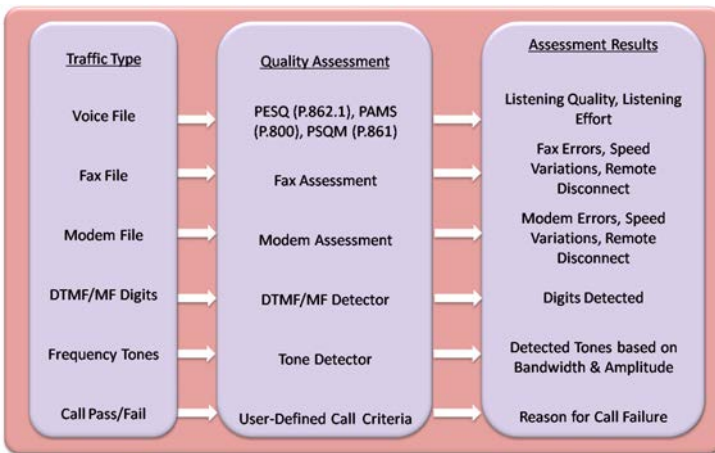 Traffic Type
Voice File
Fax File
Modem File
DTMF/MF Digits
Frequency Tones
Call Pass/Fail
Quality Assessment
PESQ (P.862.1), PAMS
(P.800), PSQM (P.861)
Fax Assessment
Modem Assessment
DTMF/MF Detector
Tone Detector
User-Defined Call Criteria
Assessment Results
Listening Quality, Listening
Effort
Fax Errors, Speed
Variations, Remote
Disconnect
Modem Errors, Speed
Variations, Remote
Disconnect
Digits Detected
Detected Tones based on
Bandwidth & Amplitude
Reason for Call Failure